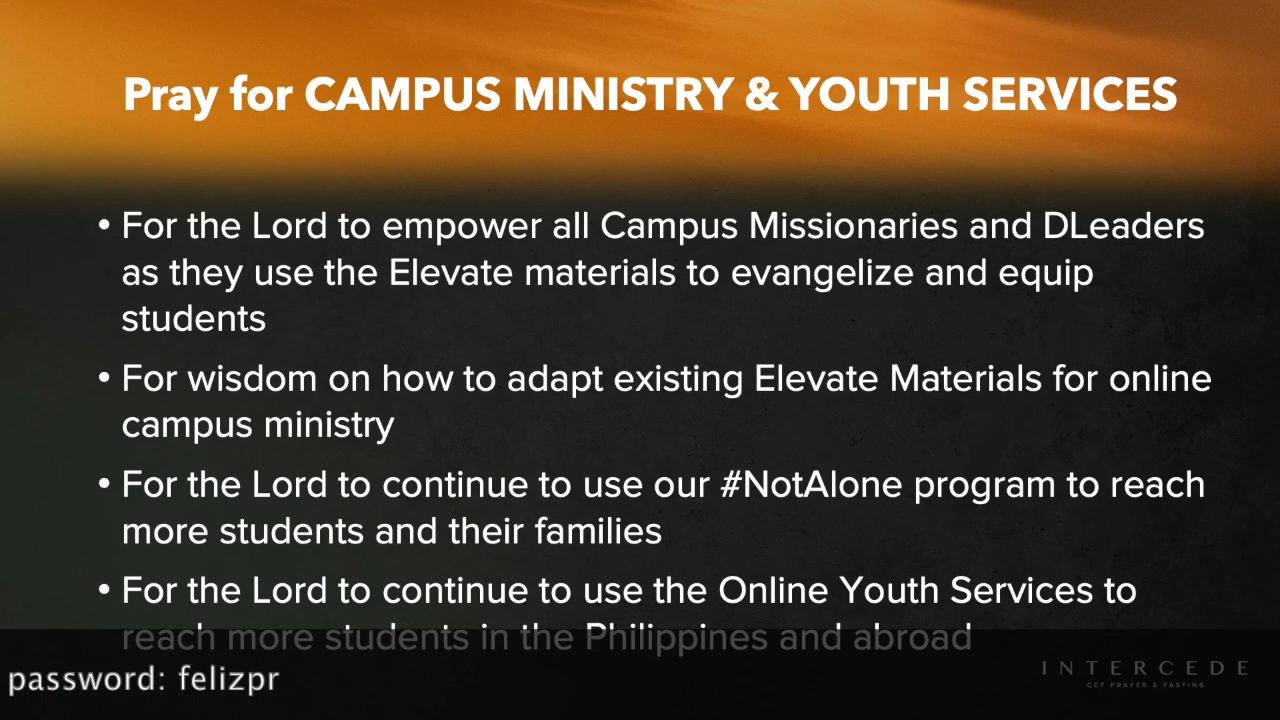 Pray for CAMPUS MINISTRY & YOUTH SERVICES
• For the Lord to empower all Campus Missionaries and DLeaders
as they use the Elevate materials to evangelize and equip
students
• For wisdom on how to adapt existing Elevate Materials for online
campus ministry
• For the Lord to continue to use our #NotAlone program to reach
more students and their families
• For the Lord to continue to use the Online Youth Services to
reach more students in the Philippines and abroad
password: felizpr
INTERCEDE
CCF PRAYER & FASTING